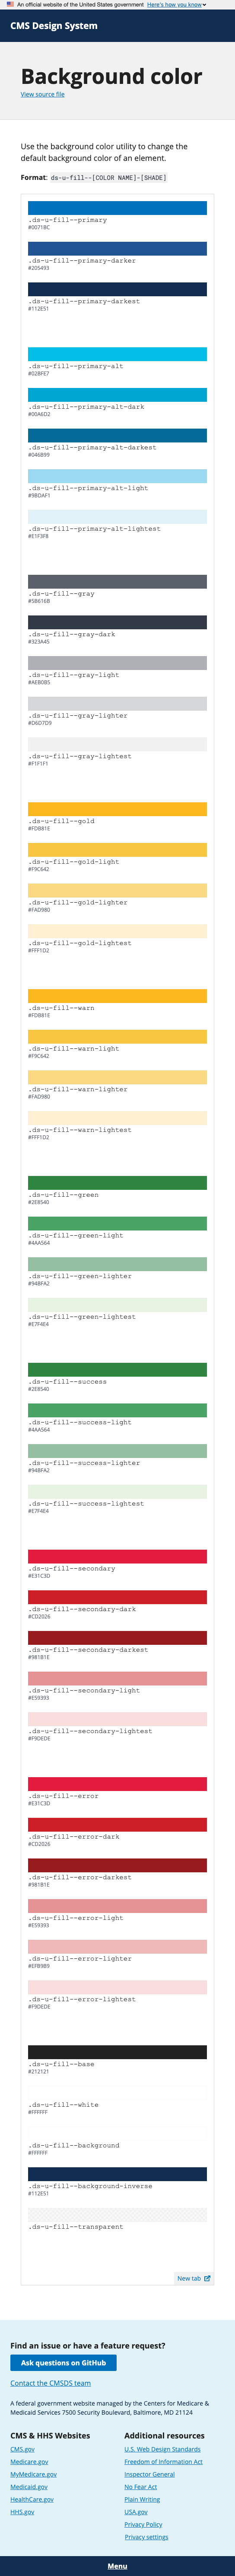 An official website of the United States government Here's how you know
CMS Design System
Background color
View source file
Use the background color utility to change the
default background color of an element.
Format: ds-u-fill--[COLOR NAME]-[SHADE]
.ds-u-fill--primary
#0071BC
.ds-u-fill--primary-darker
#205493
.ds-u-fill--primary-darkest
#112E51
.ds-u-fill--primary-alt
#02BFE7
.ds-u-fill--primary-alt-dark
#00A6D2
.ds-u-fill--primary-alt-darkest
#046B99
.ds-u-fill--primary-alt-light
#9BDAF1
.ds-u-fill--primary-alt-lightest
#E1F3F8
.ds-u-fill--gray
#5B616B
.ds-u-fill--gray-dark
#323A45
.ds-u-fill--gray-light
#AEB0B5
.ds-u-fill--gray-lighter
#D6D7D9
.ds-u-fill--gray-lightest
#F1F1F1
.ds-u-fill--gold
#FDB81E
.ds-u-fill--gold-light
#F9C642
.ds-u-fill--gold-lighter
#FAD980
.ds-u-fill--gold-lightest
#FFF1D2
.ds-u-fill--warn
#FDB81E
.ds-u-fill--warn-light
#F9C642
.ds-u-fill--warn-lighter
#FAD980
.ds-u-fill--warn-lightest
#FFF1D2
.ds-u-fill--green
#2E8540
.ds-u-fill--green-light
#4AA564
.ds-u-fill--green-lighter
#94BFA2
.ds-u-fill--green-lightest
#E7F4E4
.ds-u-fill--success
#2E8540
.ds-u-fill--success-light
#4AA564
.ds-u-fill--success-lighter
#94BFA2
.ds-u-fill--success-lightest
#E7F4E4
.ds-u-fill--secondary
#E31C3D
.ds-u-fill--secondary-dark
#CD2026
.ds-u-fill--secondary-darkest
#981B1E
.ds-u-fill--secondary-light
#E59393
.ds-u-fill--secondary-lightest
#F9DEDE
.ds-u-fill--error
#E31C3D
.ds-u-fill--error-dark
#CD2026
.ds-u-fill--error-darkest
#981B1E
.ds-u-fill--error-light
#E59393
.ds-u-fill--error-lighter
#EFB9B9
.ds-u-fill--error-lightest
#F9DEDE
.ds-u-fill--base
#212121
.ds-u-fill--white
#FFFFFF
.ds-u-fill--background
#FFFFFF
.ds-u-fill--background-inverse
#112E51
.ds-u-fill--transparent
New tab
Find an issue or have a feature request?
Ask questions on GitHub
Contact the CMSDS team
A federal government website managed by the Centers for Medicare &
Medicaid Services 7500 Security Boulevard, Baltimore, MD 21124
CMS & HHS Websites
CMS.gov
Medicare.gov
MyMedicare.gov
Medicaid.gov
HealthCare.gov
HHS.gov
Additional resources
U.S. Web Design Standards
Freedom of Information Act
Inspector General
No Fear Act
Plain Writing
USA.gov
Privacy Policy
Privacy settings
Menu